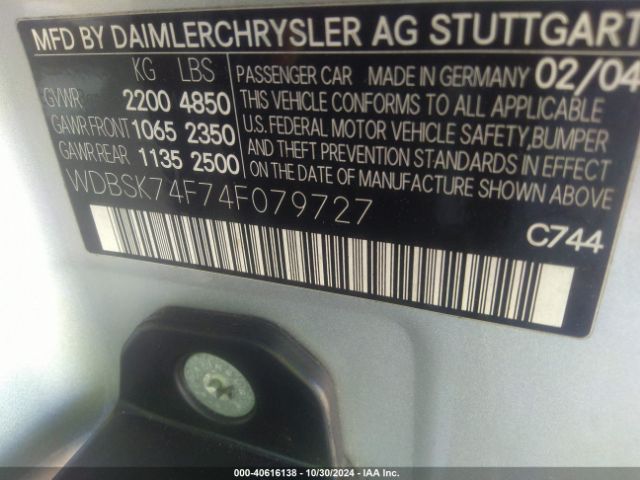 MFD BY DAIMLERCHRYSLER AG STUTTGART
KG LBS
GVWR 2200 4850
GAWR FRONT 1065 2350
GAWR REAR 1135 2500
PASSENGER CAR MADE IN GERMANY 02/04
THIS VEHICLE CONFORMS TO ALL APPLICABLE
U.S. FEDERAL MOTOR VEHICLE SAFETY, BUMPER
AND THEFT PREVENTION STANDARDS IN EFFECT
ON THE DATE OF MANUFACTURE SHOWN ABOVE
WDBSK74F74F079727
C744
000-40616138 - 10/30/2024 - IAA Inc.